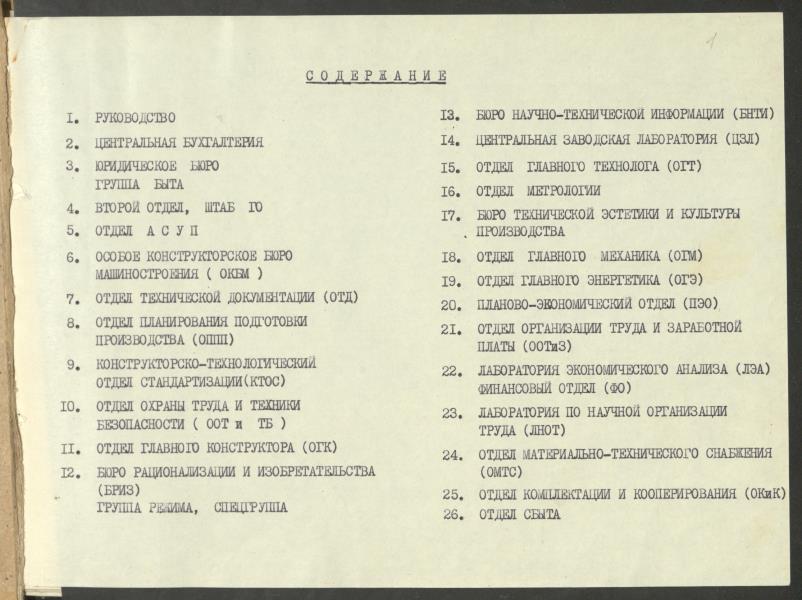 1
СОДЕРЖАНИЕ
I. РУКОВОДСТВО
2. ЦЕНТРАЛЬНАЯ БУХГАЛТЕРИЯ
3. ЮРИДИЧЕСКОЕ БЮРО
ГРУППА БЫТА
4. ВТОРОЙ ОТДЕЛ, ШТАБ ГО
5. ОТДЕЛ А С У П
6. ОСОБОЕ КОНСТРУКТОРСКОЕ БЮРО
МАШИНОСТРОЕНИЯ ( ОКБМ )
7. ОТДЕЛ ТЕХНИЧЕСКОЙ ДОКУМЕНТАЦИИ (ОТД)
8. ОТДЕЛ ПЛАНИРОВАНИЯ ПОДГОТОВКИ
ПРОИЗВОДСТВА (ОППП)
9. КОНСТРУКТОРСКО-ТЕХНОЛОГИЧЕСКИЙ
ОТДЕЛ СТАНДАРТИЗАЦИИ(КТОС)
IO. ОТДЕЛ ОХРАНЫ ТРУДА И ТЕХНИКИ
БЕЗОПАСНОСТИ ( ООТ и ТБ )
II. ОТДЕЛ ГЛАВНОГО КОНСТРУКТОРА (ОГК)
I2. БЮРО РАЦИОНАЛИЗАЦИИ И ИЗОБРЕТАТЕЛЬСТВА
(БРИЗ)
ГРУППА РЕЖИМА, СПЕЦГРУППА
I3. БЮРО НАУЧНО-ТЕХНИЧЕСКОЙ ИНФОРМАЦИИ (БНТИ)
I4. ЦЕНТРАЛЬНАЯ ЗАВОДСКАЯ ЛАБОРАТОРИЯ (ЦЗЛ)
I5. ОТДЕЛ ГЛАВНОГО ТЕХНОЛОГА (ОГТ)
I6. ОТДЕЛ МЕТРОЛОГИИ
I7. БЮРО ТЕХНИЧЕСКОЙ ЭСТЕТИКИ И КУЛЬТУРЫ
ПРОИЗВОДСТВА
I8. ОТДЕЛ ГЛАВНОГО МЕХАНИКА (ОГМ)
I9. ОТДЕЛ ГЛАВНОГО ЭНЕРГЕТИКА (ОГЭ)
20. ПЛАНОВО-ЭКОНОМИЧЕСКИЙ ОТДЕЛ (ПЭО)
2I. ОТДЕЛ ОРГАНИЗАЦИИ ТРУДА И ЗАРАБОТНОЙ
ПЛАТЫ (ООТиЗ)
22. ЛАБОРАТОРИЯ ЭКОНОМИЧЕСКОГО АНАЛИЗА (ЛЭА)
ФИНАНСОВЫЙ ОТДЕЛ (ФО)
23. ЛАБОРАТОРИЯ ПО НАУЧНОЙ ОРГАНИЗАЦИИ
ТРУДА (ЛНОТ)
24. ОТДЕЛ МАТЕРИАЛЬНО-ТЕХНИЧЕСКОГО СНАБЖЕНИЯ
(ОМТС)
25. ОТДЕЛ КОМПЛЕКТАЦИИ И КООПЕРИРОВАНИЯ (ОКиК)
26. ОТДЕЛ СБЫТА